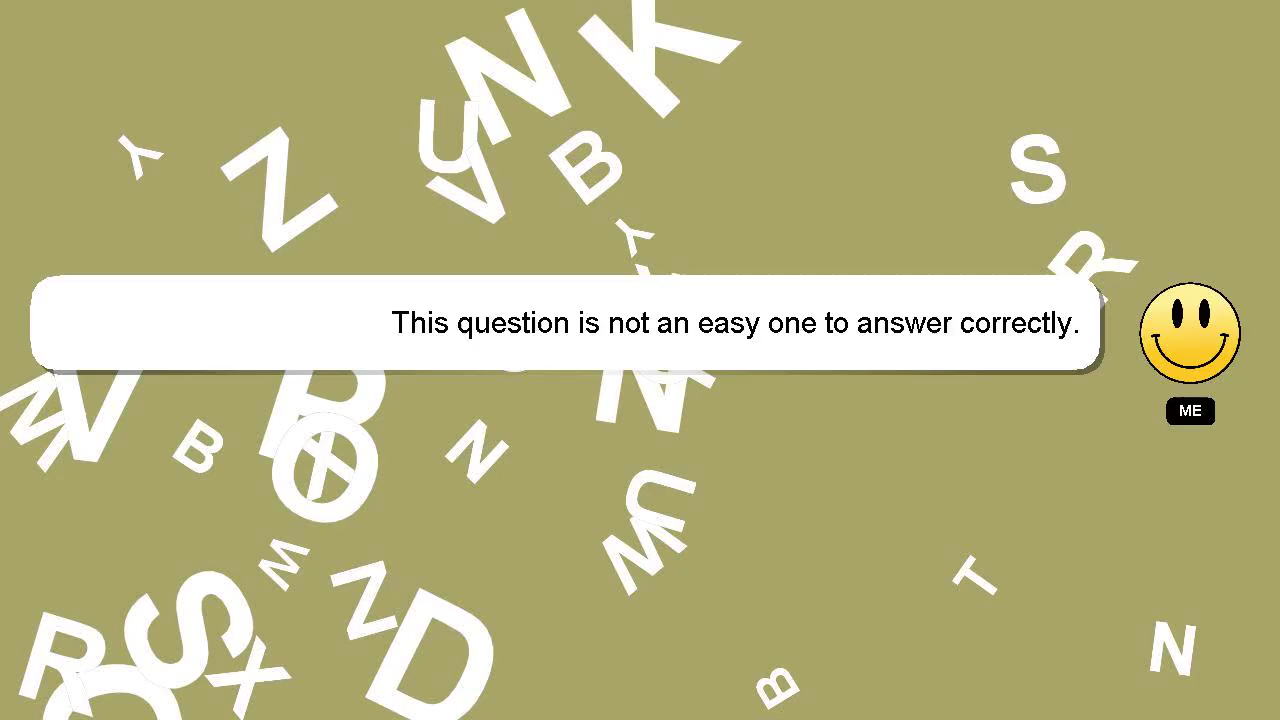 This question is not an easy one to answer correctly.
ME
Y
Z
U
N
K
V
B
Y
S
R
M
V
B
R
O
X
N
N
U
W
M
Z
S
R
O
X
D
B
T
N